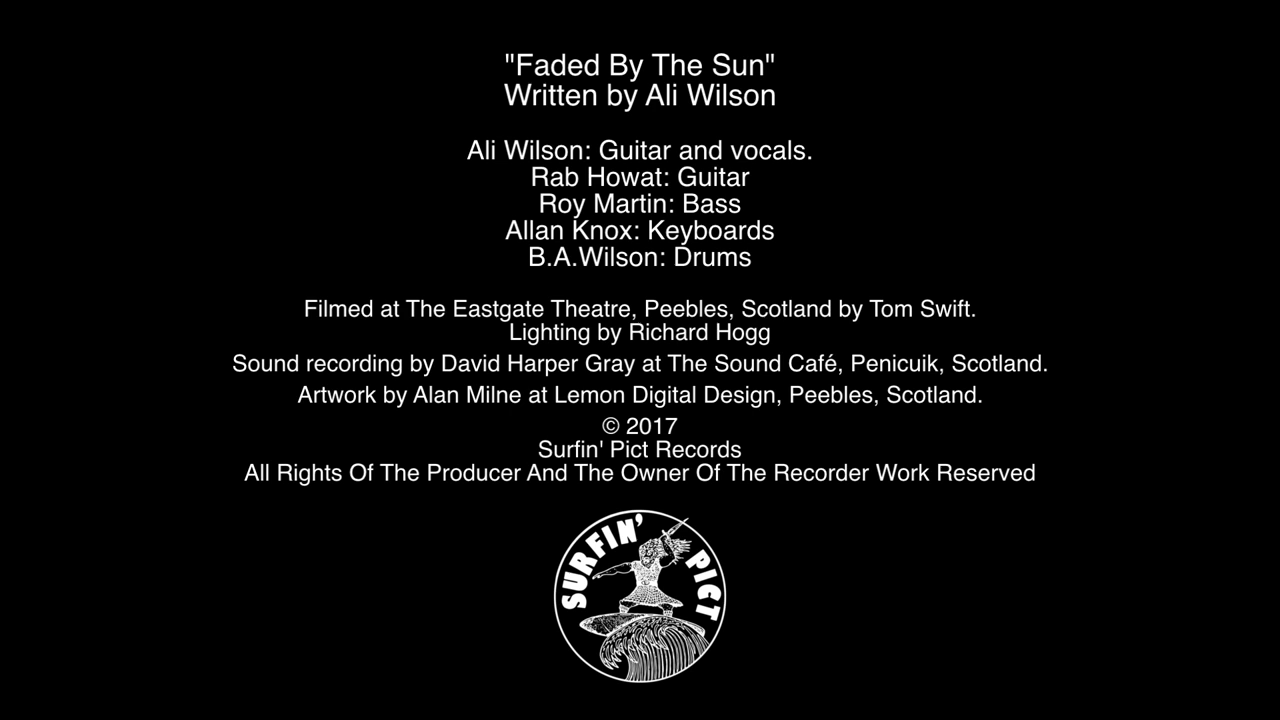 "Faded By The Sun"
Written by Ali Wilson
Ali Wilson: Guitar and vocals.
Rab Howat: Guitar
Roy Martin: Bass
Allan Knox: Keyboards
B.A.Wilson: Drums
Filmed at The Eastgate Theatre, Peebles, Scotland by Tom Swift.
Lighting by Richard Hogg
Sound recording by David Harper Gray at The Sound Café, Penicuik, Scotland.
Artwork by Alan Milne at Lemon Digital Design, Peebles, Scotland.
© 2017
Surfin' Pict Records
All Rights Of The Producer And The Owner Of The Recorder Work Reserved
SURFIN' PICT